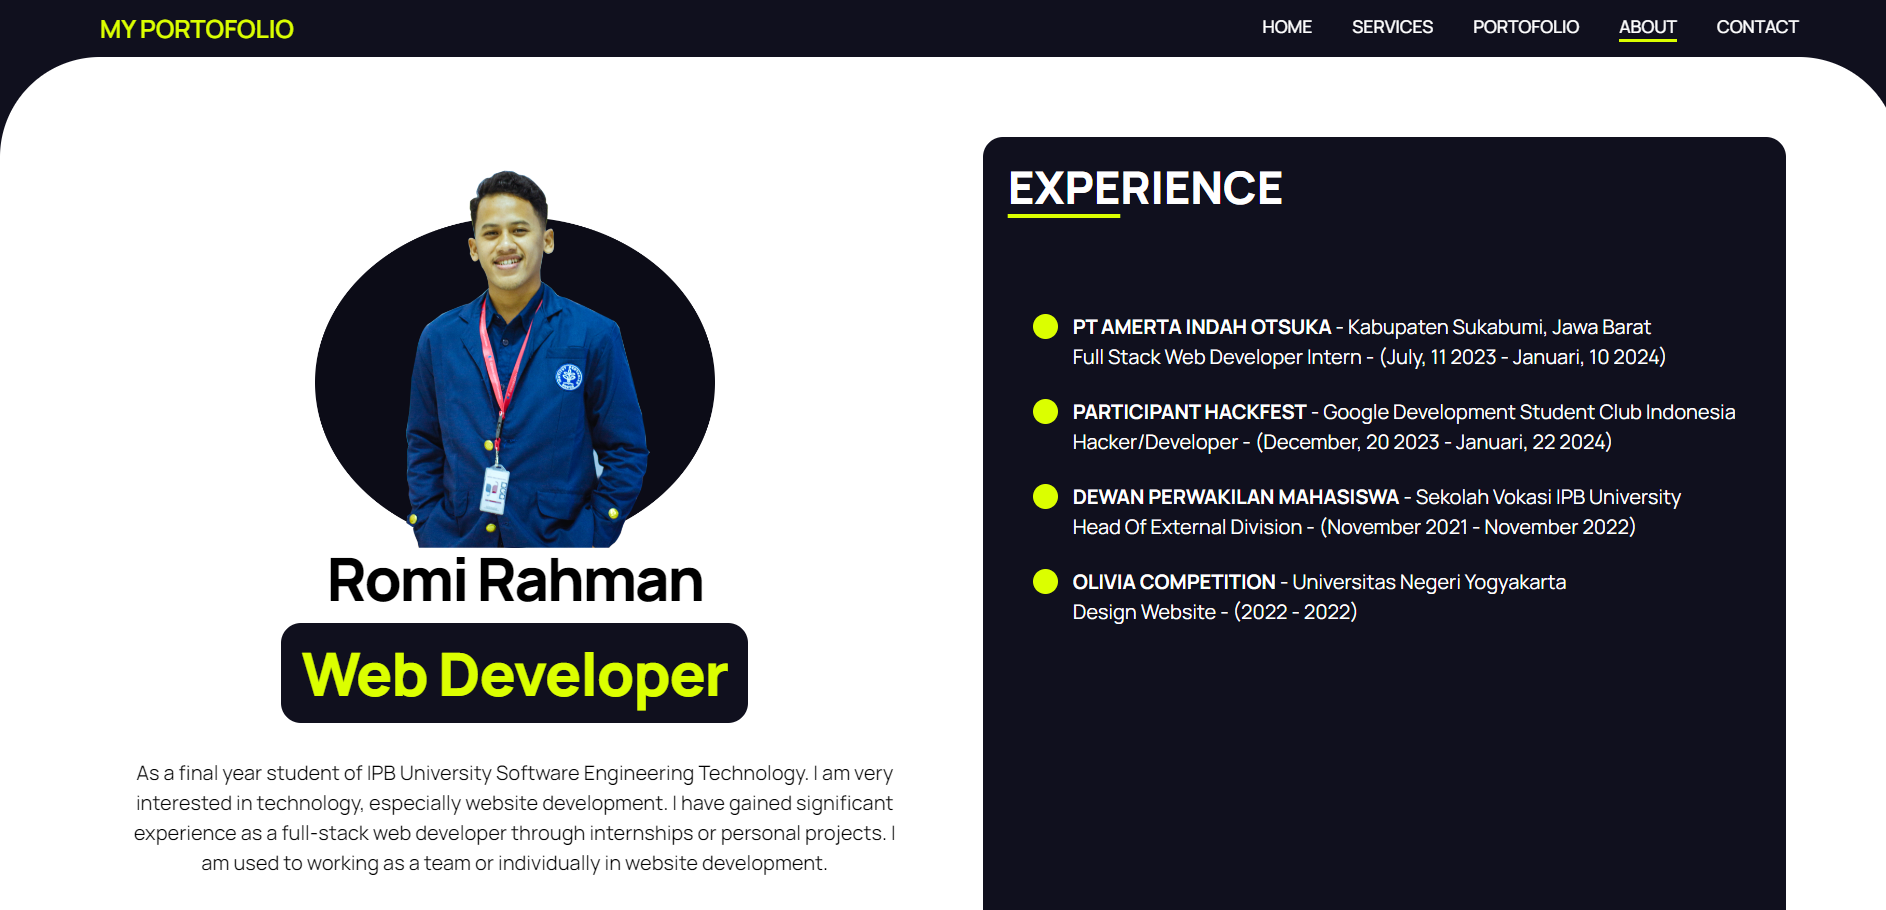 MY PORTOFOLIO
HOME SERVICES PORTOFOLIO ABOUT CONTACT
Romi Rahman
Web Developer
As a final year student of IPB University Software Engineering Technology. I am very
interested in technology, especially website development. I have gained significant
experience as a full-stack web developer through internships or personal projects. I
am used to working as a team or individually in website development.
EXPERIENCE
PT AMERTA INDAH OTSUKA - Kabupaten Sukabumi, Jawa Barat
Full Stack Web Developer Intern - (July, 11 2023 - Januari, 10 2024)
PARTICIPANT HACKFEST - Google Development Student Club Indonesia
Hacker/Developer - (December, 20 2023 - Januari, 22 2024)
DEWAN PERWAKILAN MAHASISWA - Sekolah Vokasi IPB University
Head Of External Division - (November 2021 - November 2022)
OLIVIA COMPETITION - Universitas Negeri Yogyakarta
Design Website - (2022 - 2022)